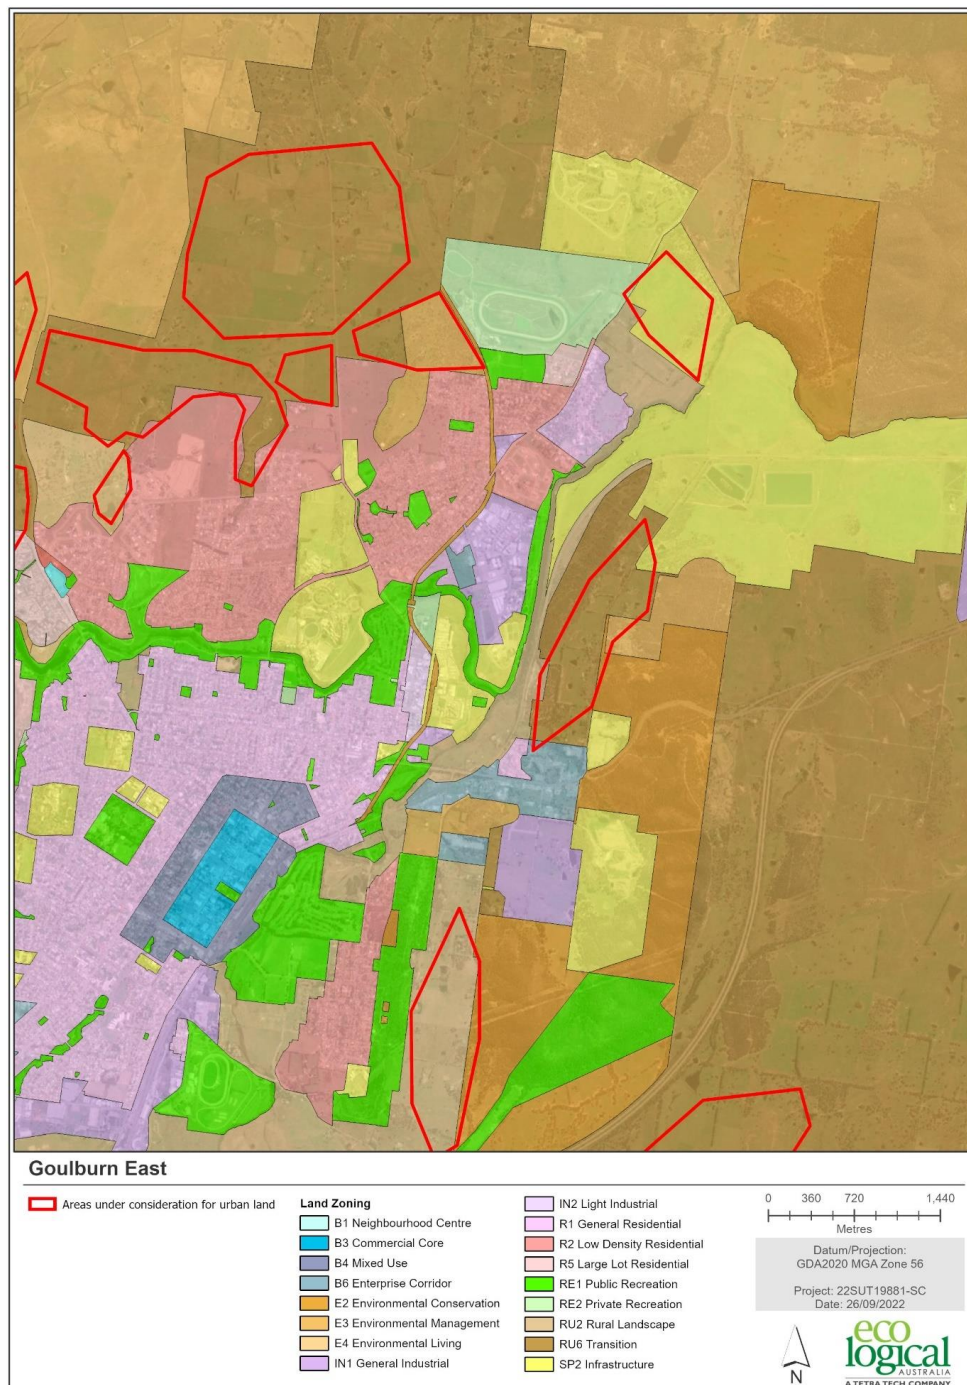 Goulburn East
Areas under consideration for urban land
Land Zoning
B1 Neighbourhood Centre
B3 Commercial Core
B4 Mixed Use
B6 Enterprise Corridor
E2 Environmental Conservation
E3 Environmental Management
E4 Environmental Living
IN1 General Industrial
IN2 Light Industrial
R1 General Residential
R2 Low Density Residential
R5 Large Lot Residential
RE1 Public Recreation
RE2 Private Recreation
RU2 Rural Landscape
RU6 Transition
SP2 Infrastructure
0 360 720 1,440
Metres
Datum/Projection:
GDA2020 MGA Zone 56
Project: 22SUT19881-SC
Date: 26/09/2022
N
eco
logical
AUSTRALIA
A TETRA TECH COMPANY